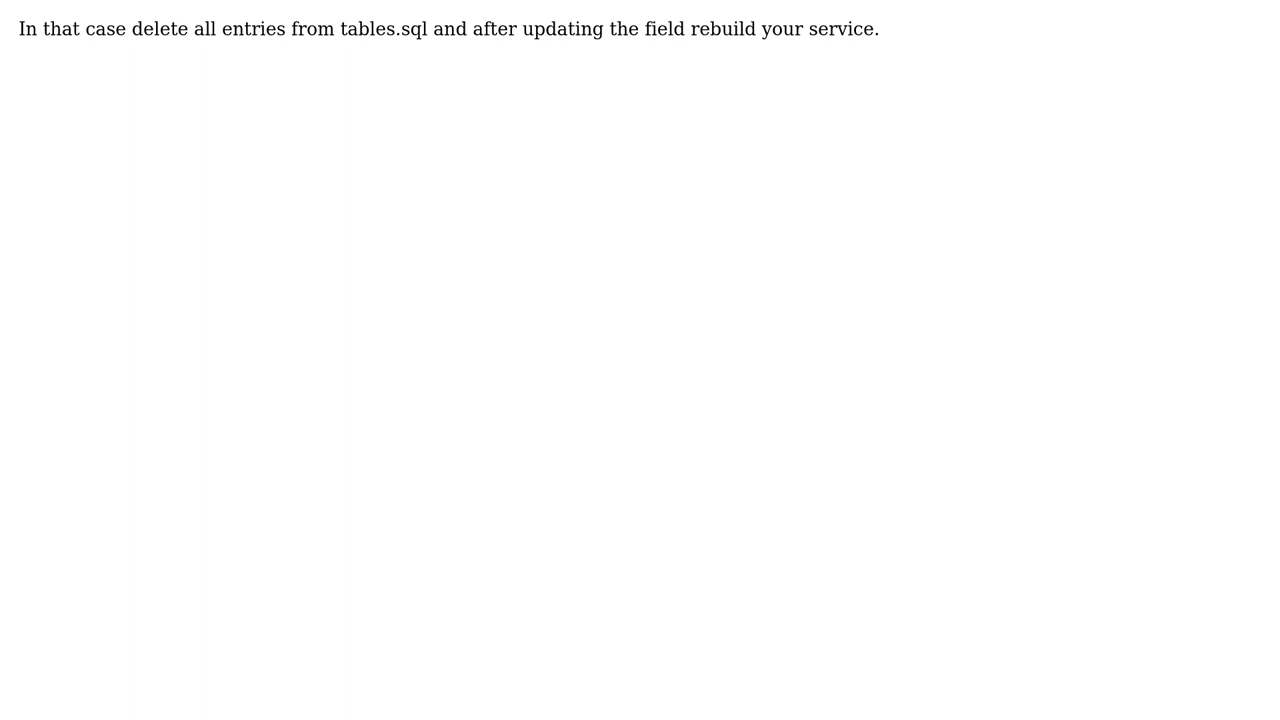 In that case delete all entries from tables.sql and after updating the field rebuild your service.